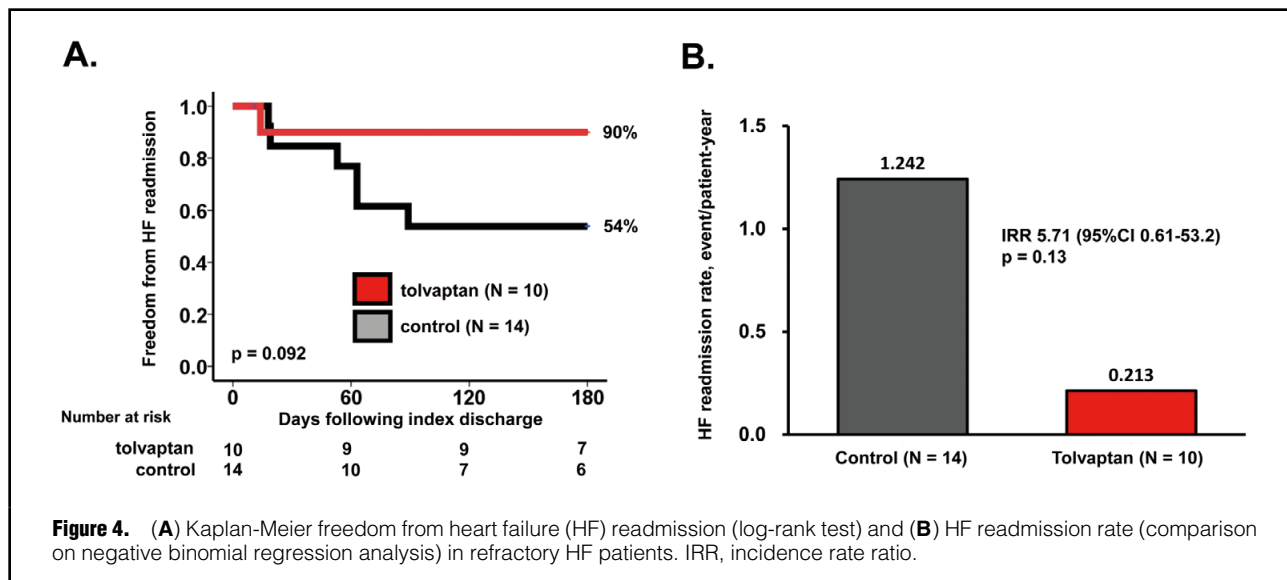 A.
Freedom from HF readmission
1.0
0.8
0.6
0.4
0.2
0.0
90%
54%
tolvaptan (N = 10)
control (N = 14)
p = 0.092
0 60 120 180
Days following index discharge
Number at risk
tolvaptan 10 9 9 7
control 14 10 7 6
B.
HF readmission rate, event/patient-year
1.5
1.0
0.5
0.0
1.242
0.213
IRR 5.71 (95%CI 0.61-53.2)
p = 0.13
Control (N = 14) Tolvaptan (N = 10)
Figure 4. (A) Kaplan-Meier freedom from heart failure (HF) readmission (log-rank test) and (B) HF readmission rate (comparison
on negative binomial regression analysis) in refractory HF patients. IRR, incidence rate ratio.